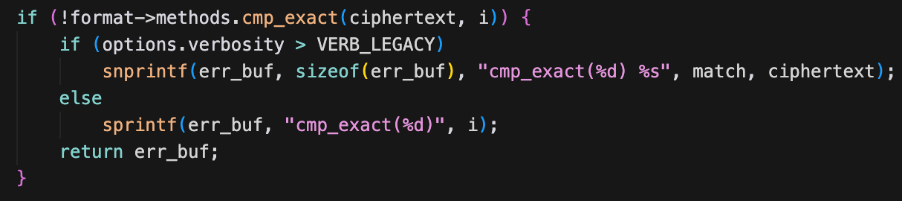 if (!format->methods.cmp_exact(ciphertext, i)) {
    if (options.verbosity > VERB_LEGACY)
        snprintf(err_buf, sizeof(err_buf), "cmp_exact(%d) %s", match, ciphertext);
    else
        sprintf(err_buf, "cmp_exact(%d)", i);
    return err_buf;
}